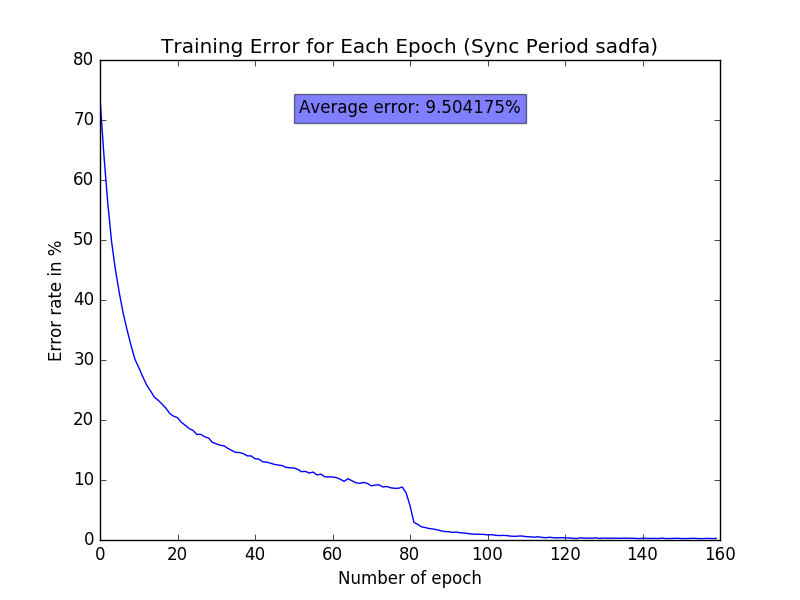 Training Error for Each Epoch (Sync Period sadfa)
Average error: 9.504175%
Error rate in %
80
70
60
50
40
30
20
10
0
0 20 40 60 80 100 120 140 160
Number of epoch